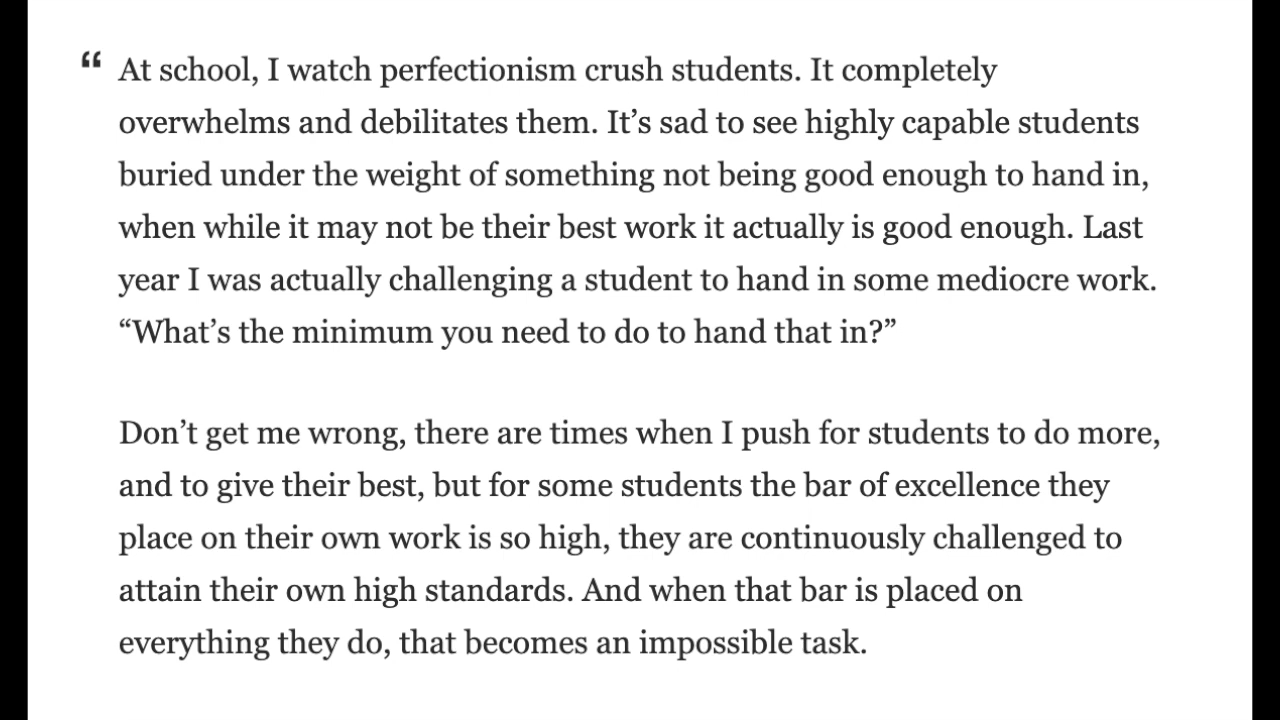 “ At school, I watch perfectionism crush students. It completely
overwhelms and debilitates them. It’s sad to see highly capable students
buried under the weight of something not being good enough to hand in,
when while it may not be their best work it actually is good enough. Last
year I was actually challenging a student to hand in some mediocre work.
“What’s the minimum you need to do to hand that in?”
Don’t get me wrong, there are times when I push for students to do more,
and to give their best, but for some students the bar of excellence they
place on their own work is so high, they are continuously challenged to
attain their own high standards. And when that bar is placed on
everything they do, that becomes an impossible task.